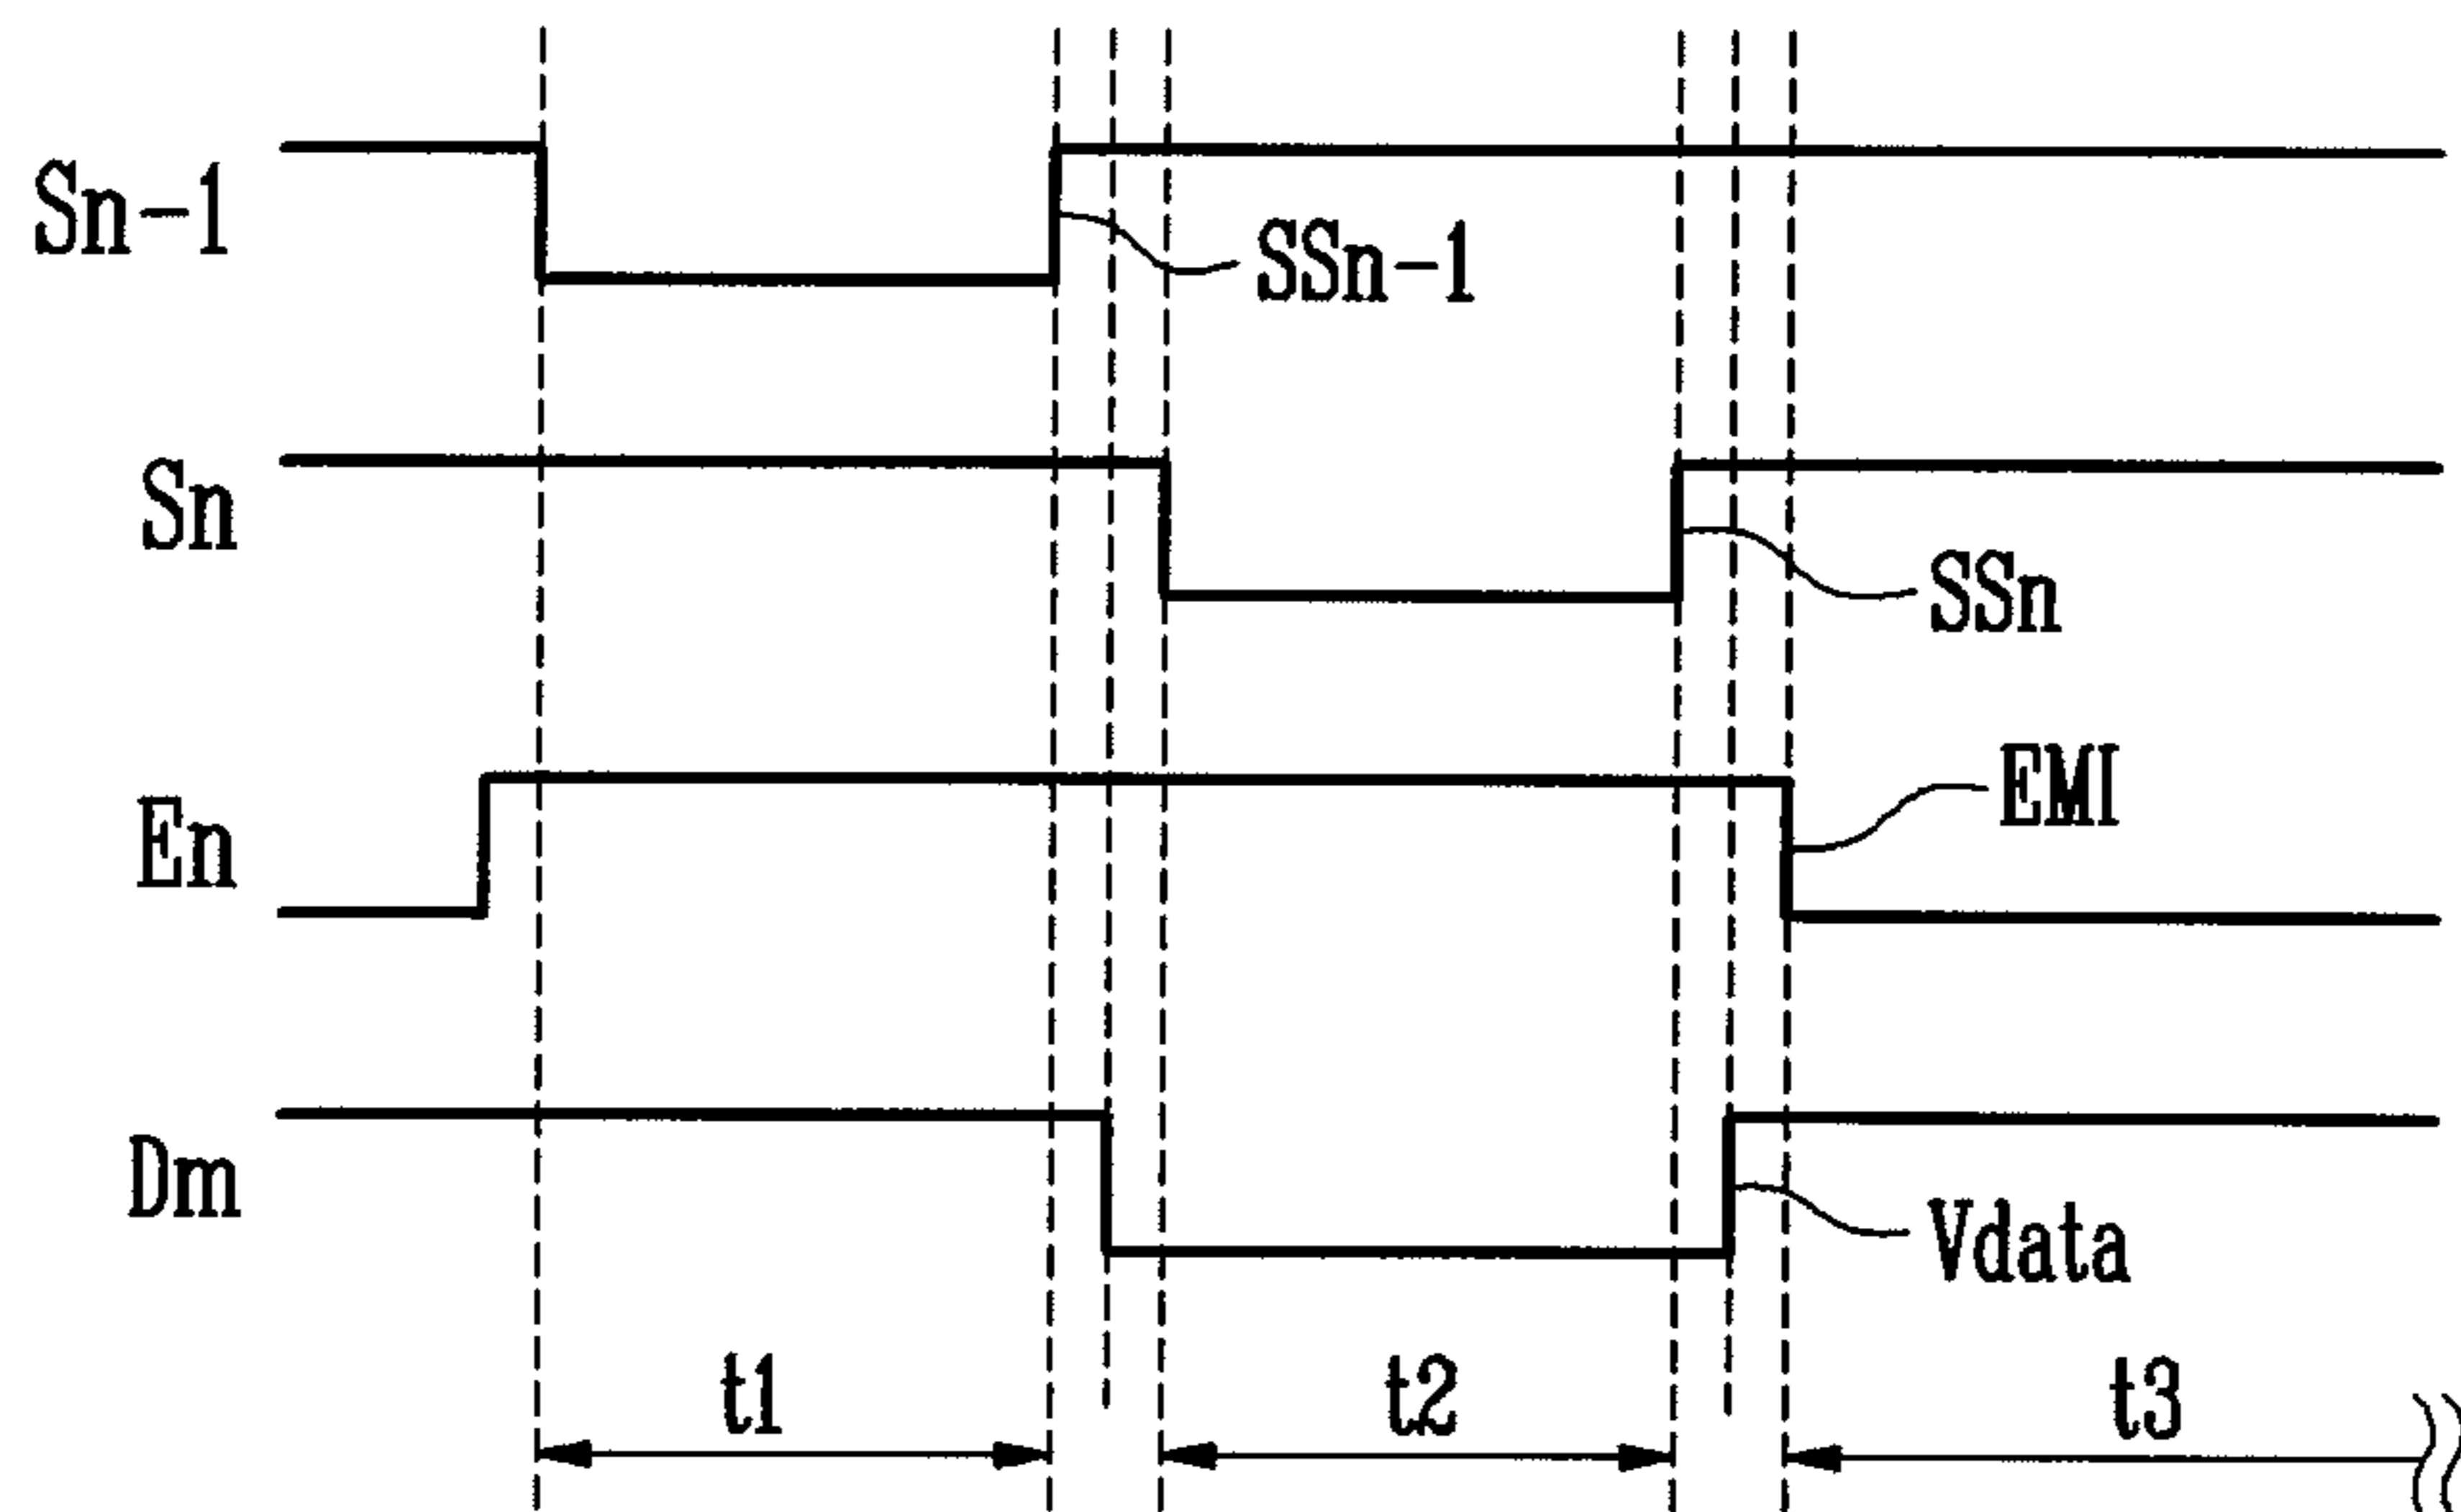 Sn-1
SSn-1
Sn
SSn
En
EMI
Dm
Vdata
t1
t2
t3